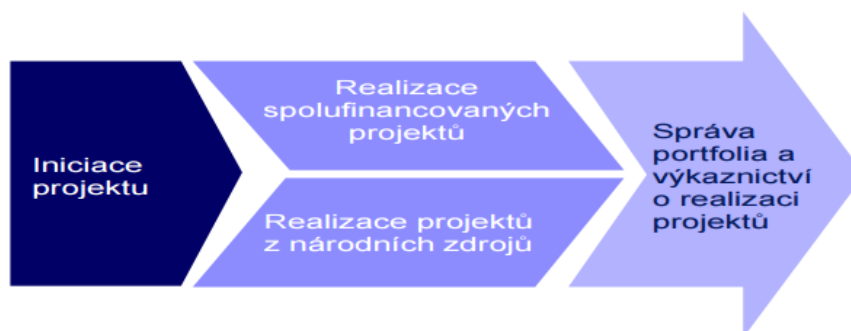 Iniciace
projektu
Realizace
spolufinancovaných
projektů
Realizace projektů
z národních zdrojů
Správa
portfolia a
výkaznictví
o realizaci
projektů